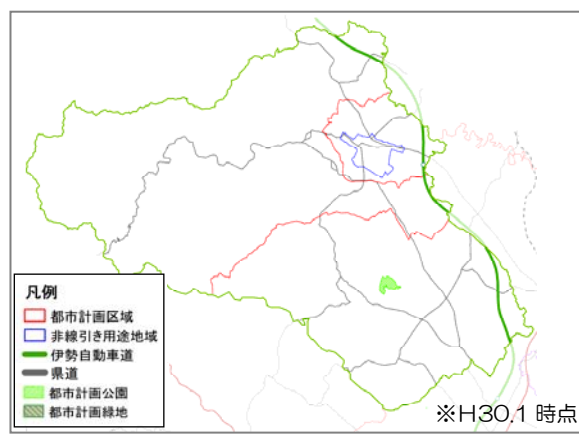 凡例
都市計画区域
非線引き用途地域
伊勢自動車道
県道
都市計画公園
都市計画緑地
※H30.1 時点